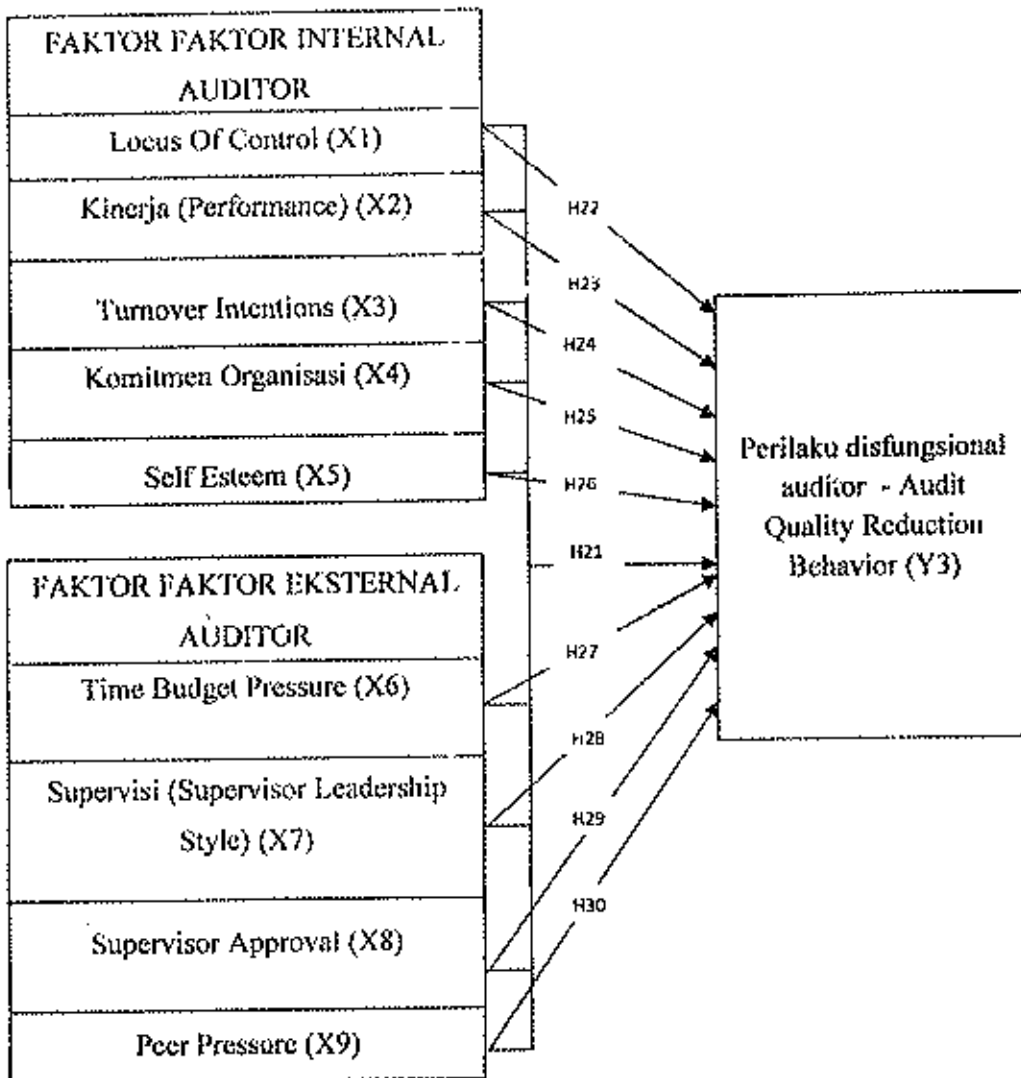 FAKTOR FAKTOR INTERNAL
AUDITOR
Locus Of Control (X1)
Kinerja (Performance) (X2)
Turnover Intentions (X3)
Komitmen Organisasi (X4)
Self Esteem (X5)
FAKTOR FAKTOR EKSTERNAL
AUDITOR
Time Budget Pressure (X6)
Supervisi (Supervisor Leadership
Style) (X7)
Supervisor Approval (X8)
Peer Pressure (X9)
H22
H23
H24
H25
H26
H21
H27
H28
H29
H30
Perilaku disfungsional
auditor - Audit
Quality Reduction
Behavior (Y3)